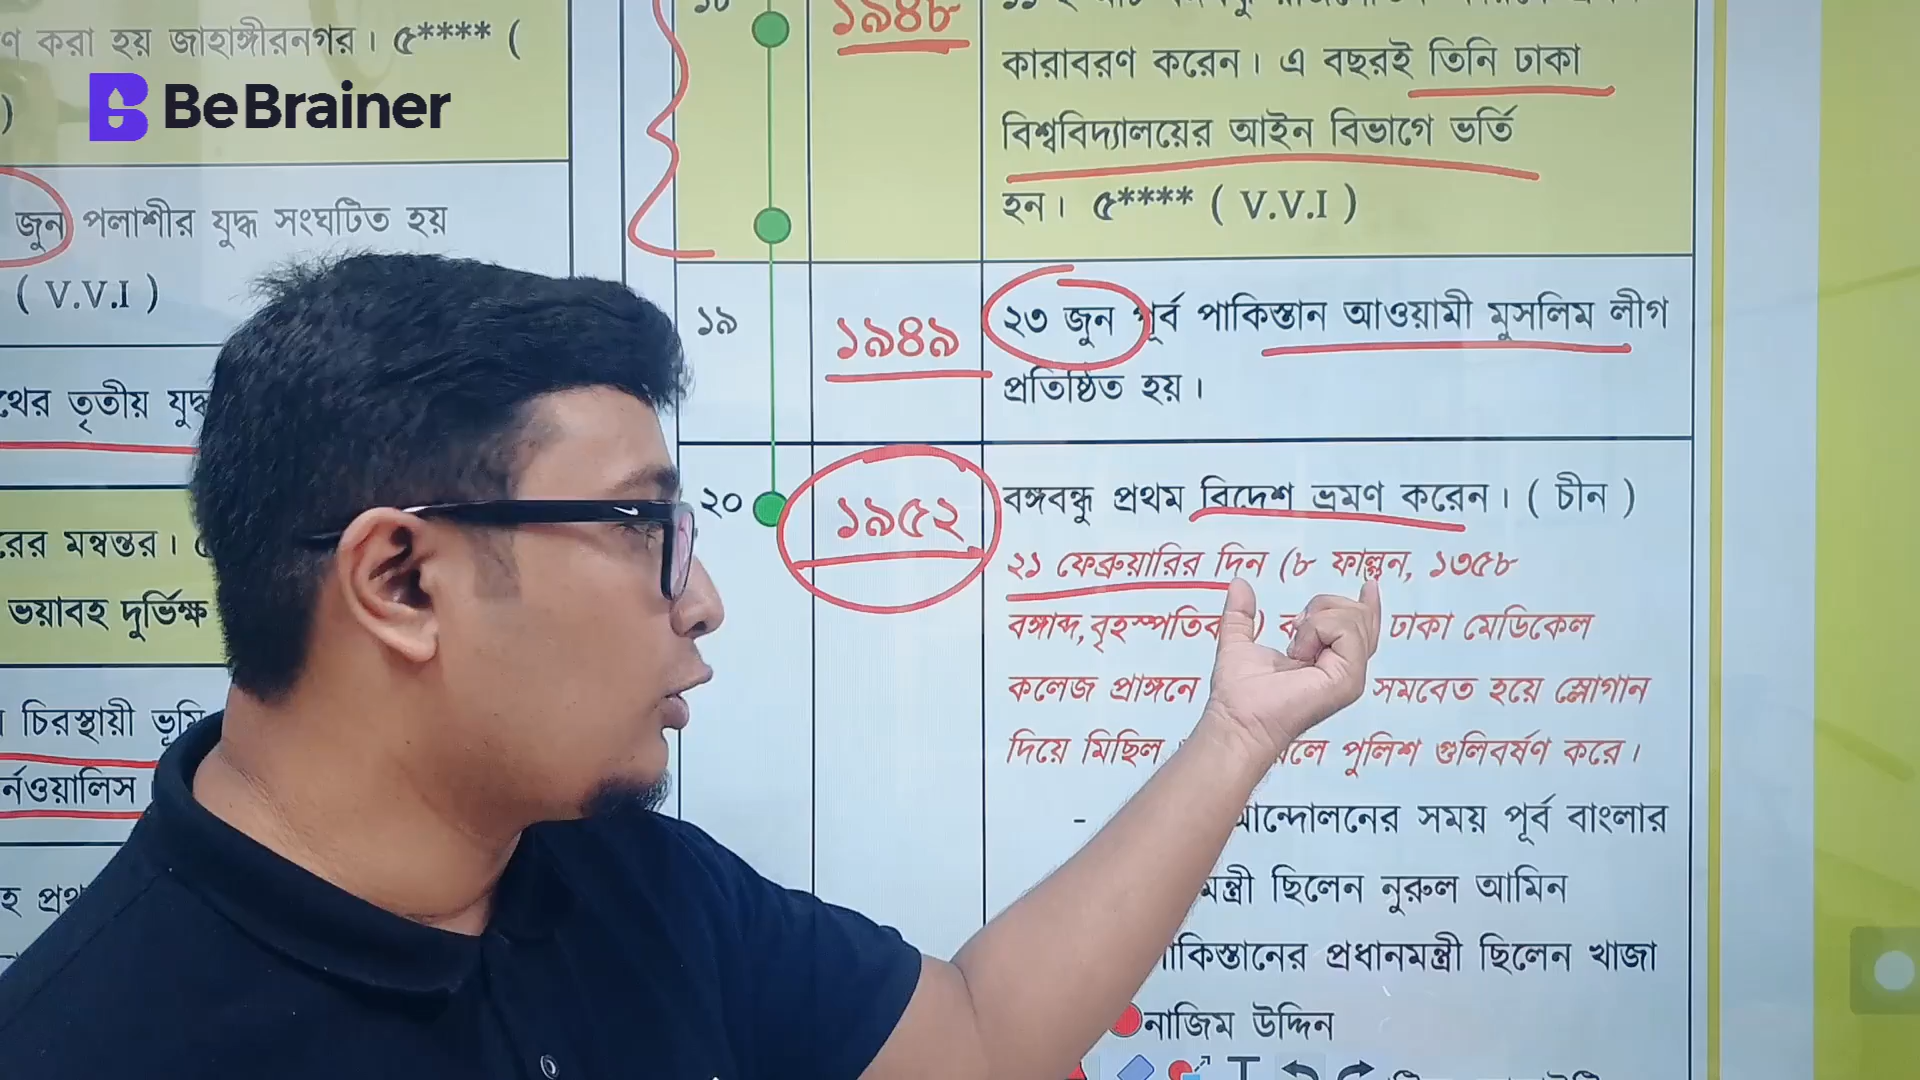 ণ করা হয় জাহাঙ্গীরনগর। ৫**** (
)
BeBrainer
জুন পলাশীর যুদ্ধ সংঘটিত হয়
( V.V.I )
থের তৃতীয় যুদ্ধ
রের মন্বন্তর।
ভয়াবহ দুর্ভিক্ষ
চিরস্থায়ী ভূমি
র্নওয়ালিস
১৯৪৮
কারাবরণ করেন। এ বছরই তিনি ঢাকা
বিশ্ববিদ্যালয়ের আইন বিভাগে ভর্তি
হন। ৫**** ( V.V.I )
১৯
১৯৪৯
২৩ জুন পূর্ব পাকিস্তান আওয়ামী মুসলিম লীগ
প্রতিষ্ঠিত হয়।
২০
১৯৫২
বঙ্গবন্ধু প্রথম বিদেশ ভ্রমণ করেন। ( চীন )
২১ ফেব্রুয়ারির দিন (৮ ফাল্গুন, ১৩৫৮
বঙ্গাব্দ,বৃহস্পতিব ) ঢাকা মেডিকেল
কলেজ প্রাঙ্গনে সমবেত হয়ে স্লোগান
দিয়ে মিছিল লে পুলিশ গুলিবর্ষণ করে।
- আন্দোলনের সময় পূর্ব বাংলার
মন্ত্রী ছিলেন নুরুল আমিন
াকিস্তানের প্রধানমন্ত্রী ছিলেন খাজা
নাজিম উদ্দিন